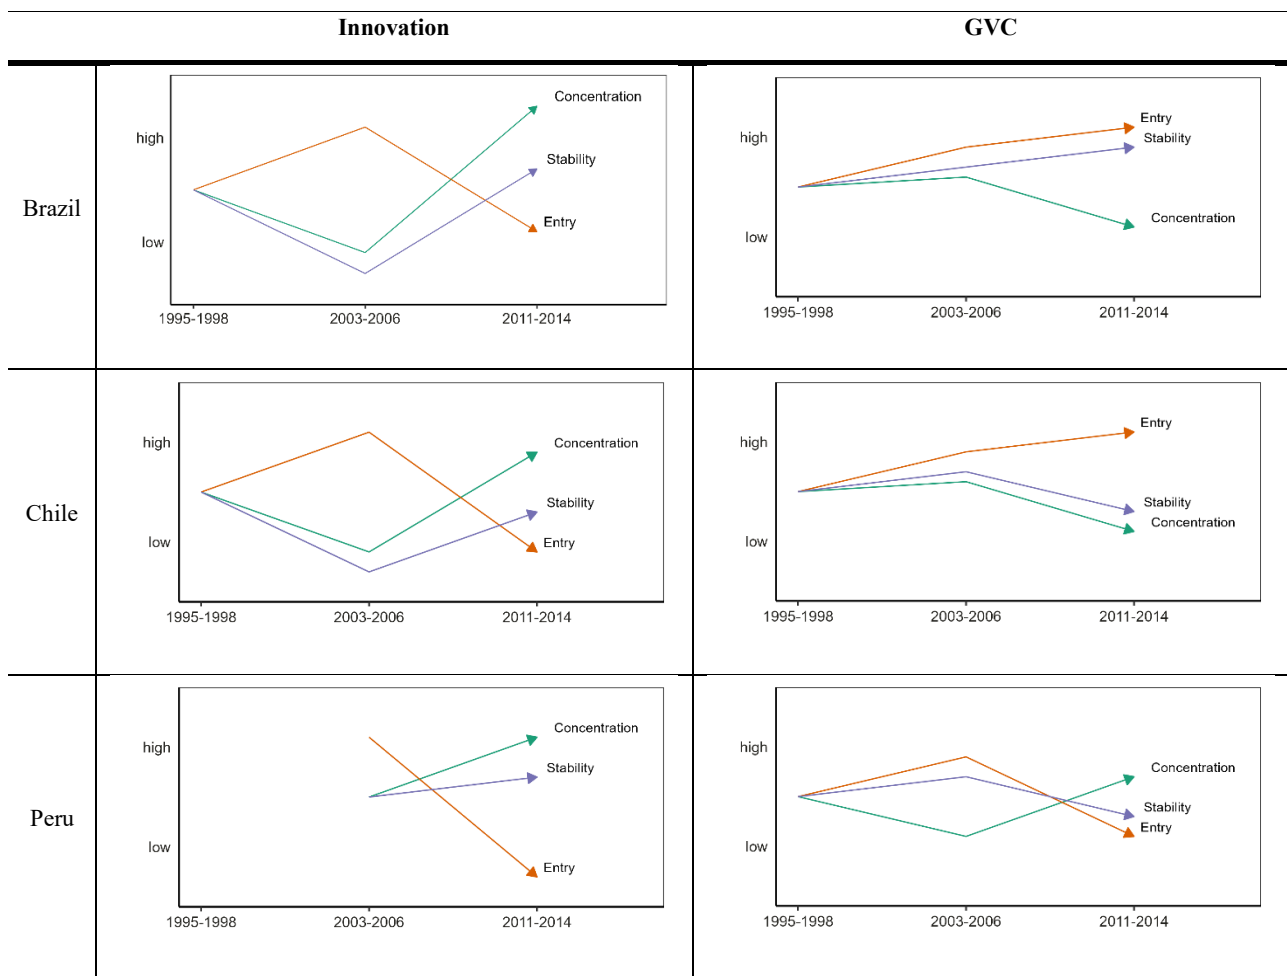 Innovation
GVC
Brazil
high
low
Concentration
Stability
Entry
1995-1998
2003-2006
2011-2014
high
low
Entry
Stability
Concentration
1995-1998
2003-2006
2011-2014
Chile
high
low
Concentration
Stability
Entry
1995-1998
2003-2006
2011-2014
high
low
Entry
Stability
Concentration
1995-1998
2003-2006
2011-2014
Peru
high
low
Concentration
Stability
Entry
1995-1998
2003-2006
2011-2014
high
low
Concentration
Stability
Entry
1995-1998
2003-2006
2011-2014